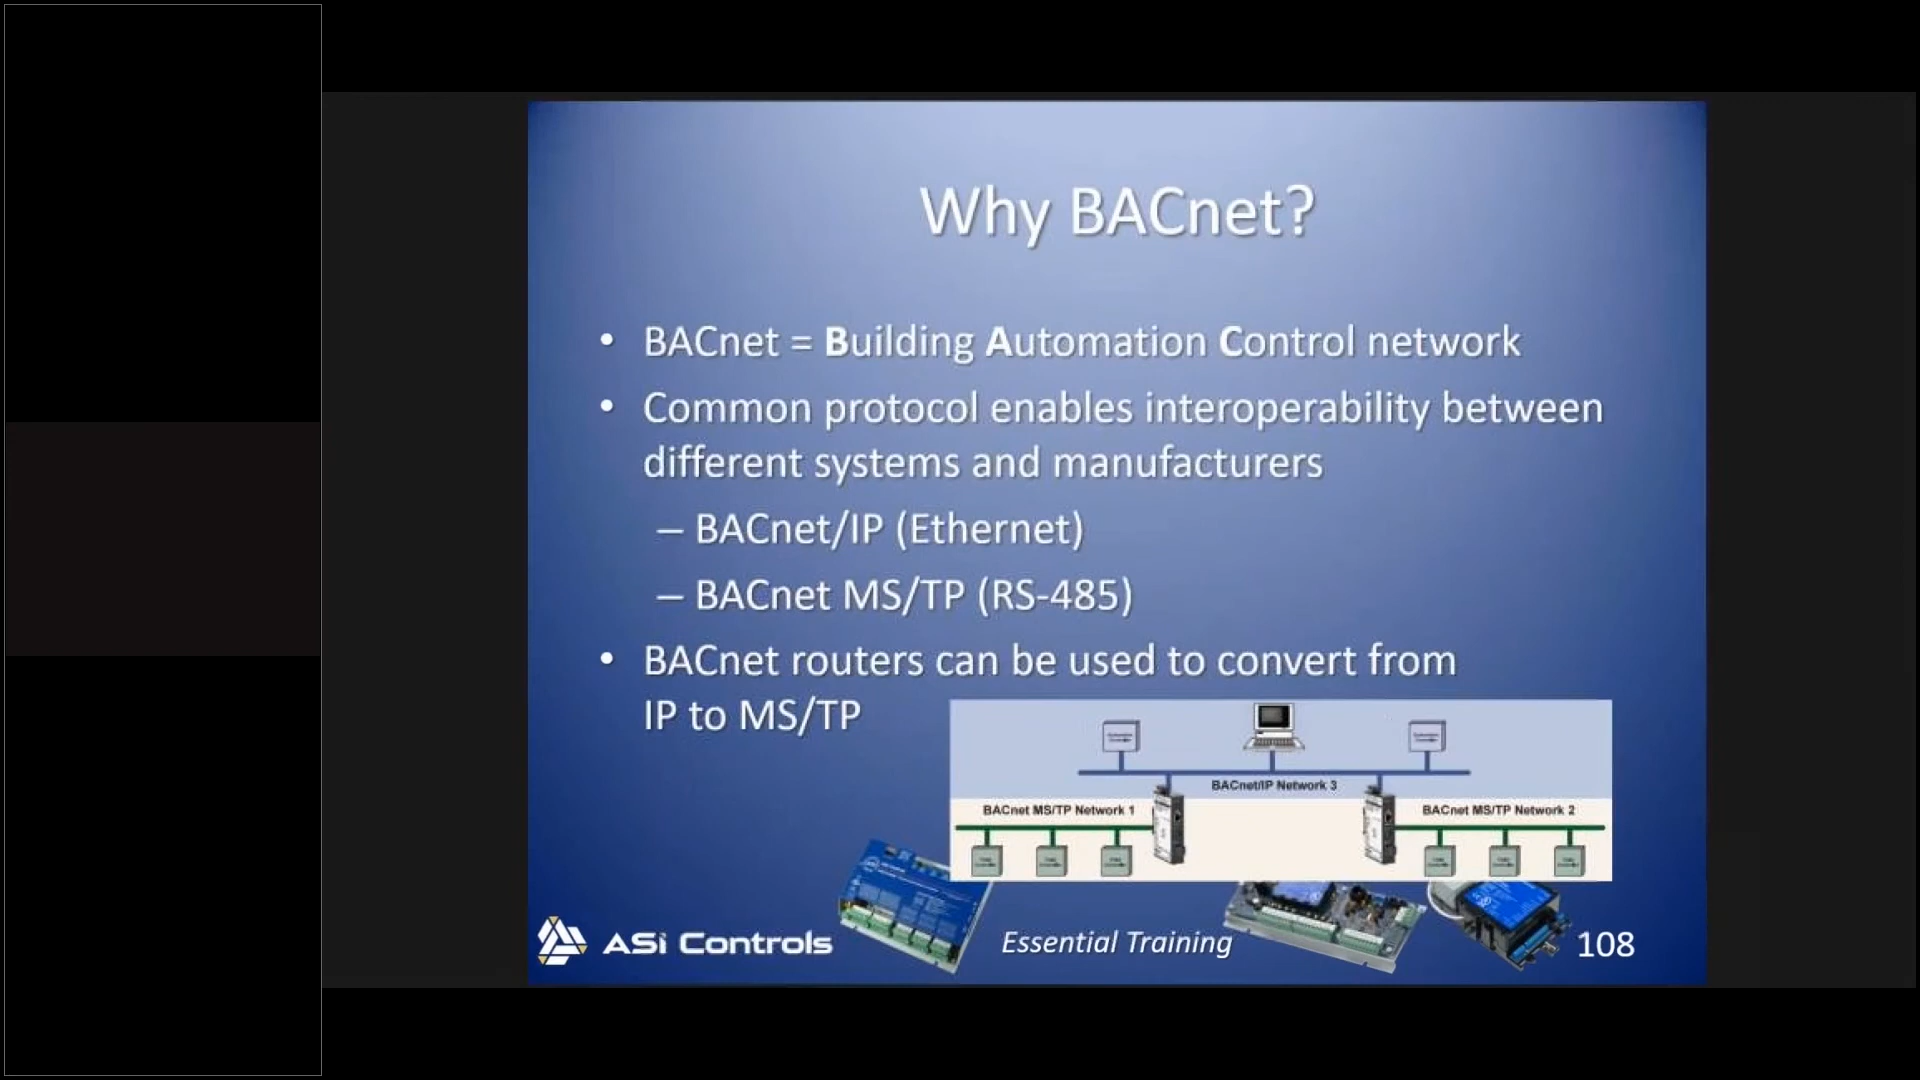 Why BACnet?
• BACnet = Building Automation Control network
• Common protocol enables interoperability between
different systems and manufacturers
– BACnet/IP (Ethernet)
– BACnet MS/TP (RS-485)
• BACnet routers can be used to convert from
IP to MS/TP
BACnet/IP Network 3
BACnet MS/TP Network 1
BACnet MS/TP Network 2
ASi Controls
Essential Training
108